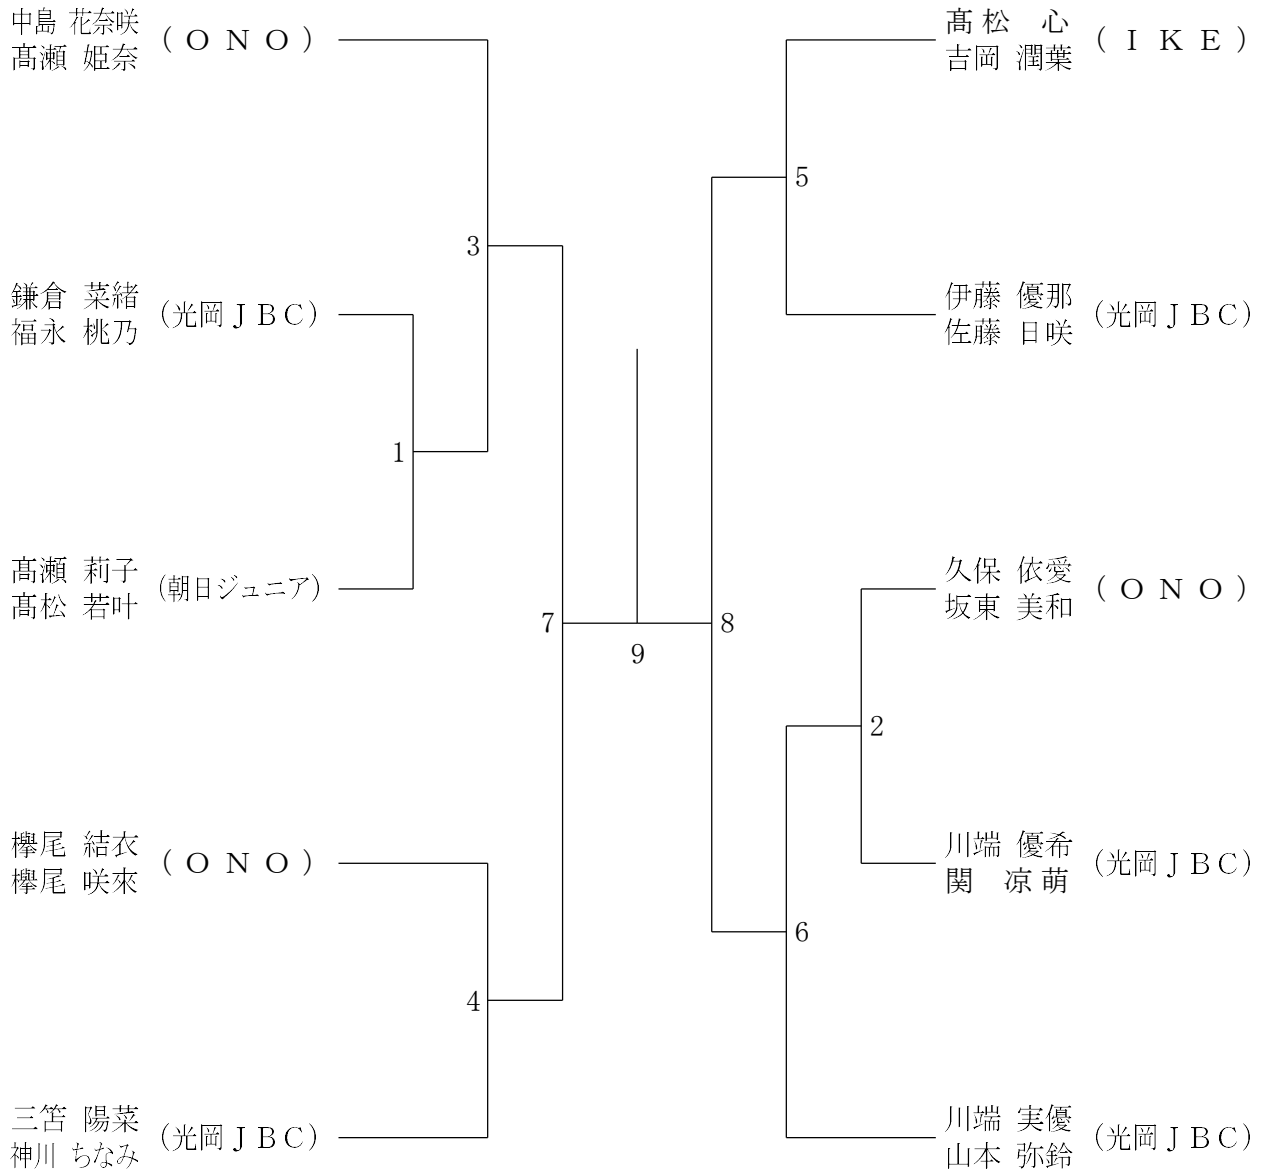 中島 花奈咲
髙瀬 姫奈
(ＯＮＯ)
鎌倉 菜緒
福永 桃乃
(光岡ＪＢＣ)
髙瀬 莉子
髙松 若叶
(朝日ジュニア)
欅尾 結衣
欅尾 咲來
(ＯＮＯ)
三笘 陽菜
神川 ちなみ
(光岡ＪＢＣ)
3
1
4
7
9
8
5
2
6
髙松 心
吉岡 潤葉
(ＩＫＥ)
伊藤 優那
佐藤 日咲
(光岡ＪＢＣ)
久保 依愛
坂東 美和
(ＯＮＯ)
川端 優希
関 凉萌
(光岡ＪＢＣ)
川端 実優
山本 弥鈴
(光岡ＪＢＣ)